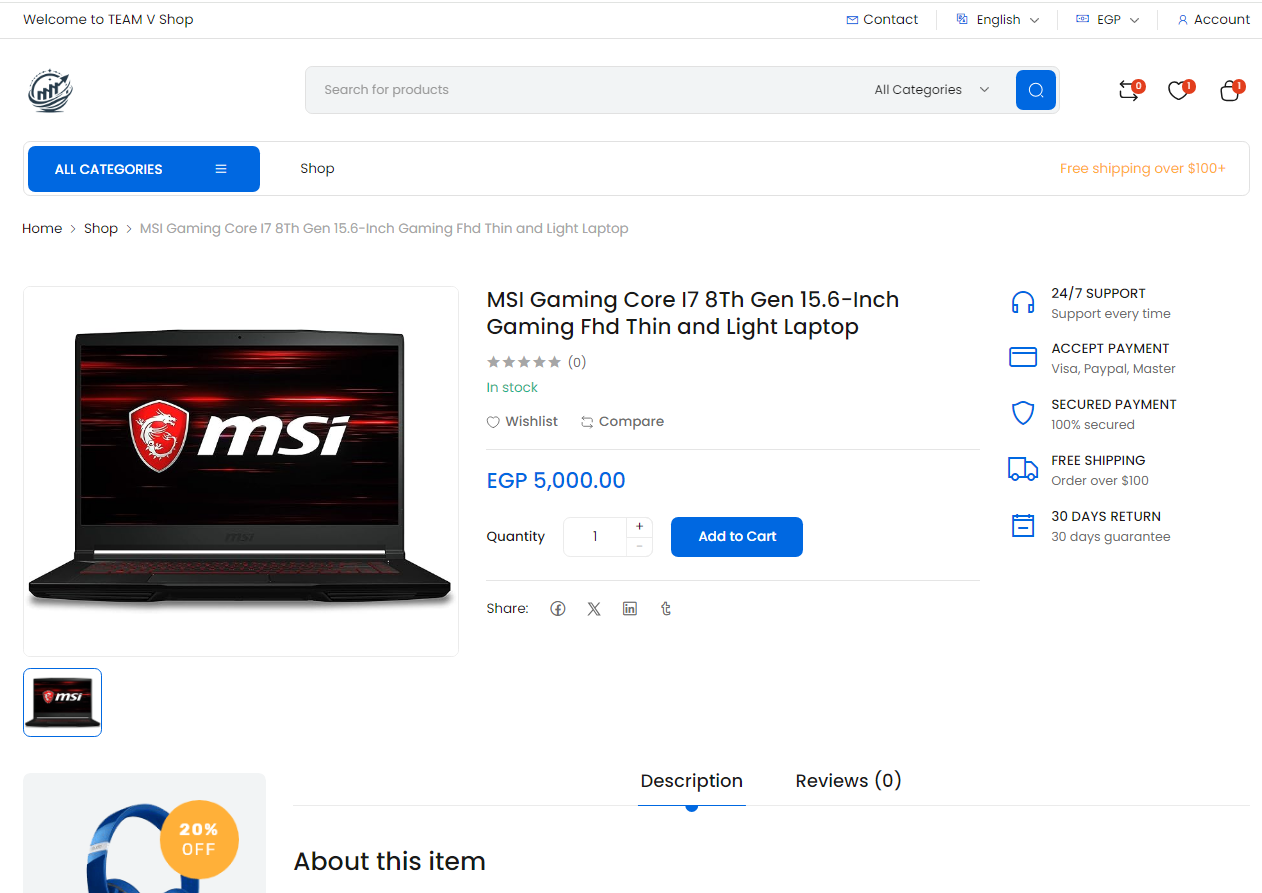 Welcome to TEAM V Shop
Contact
English
EGP
Account
Search for products
All Categories
0
1
1
ALL CATEGORIES
Shop
Free shipping over $100+
Home > Shop > MSI Gaming Core I7 8Th Gen 15.6-Inch Gaming Fhd Thin and Light Laptop
msi
msi
MSI Gaming Core I7 8Th Gen 15.6-Inch
Gaming Fhd Thin and Light Laptop
(0)
In stock
Wishlist
Compare
EGP 5,000.00
Quantity
1
+
-
Add to Cart
Share:
24/7 SUPPORT
Support every time
ACCEPT PAYMENT
Visa, Paypal, Master
SECURED PAYMENT
100% secured
FREE SHIPPING
Order over $100
30 DAYS RETURN
30 days guarantee
msi
20%
OFF
Description
Reviews (0)
About this item